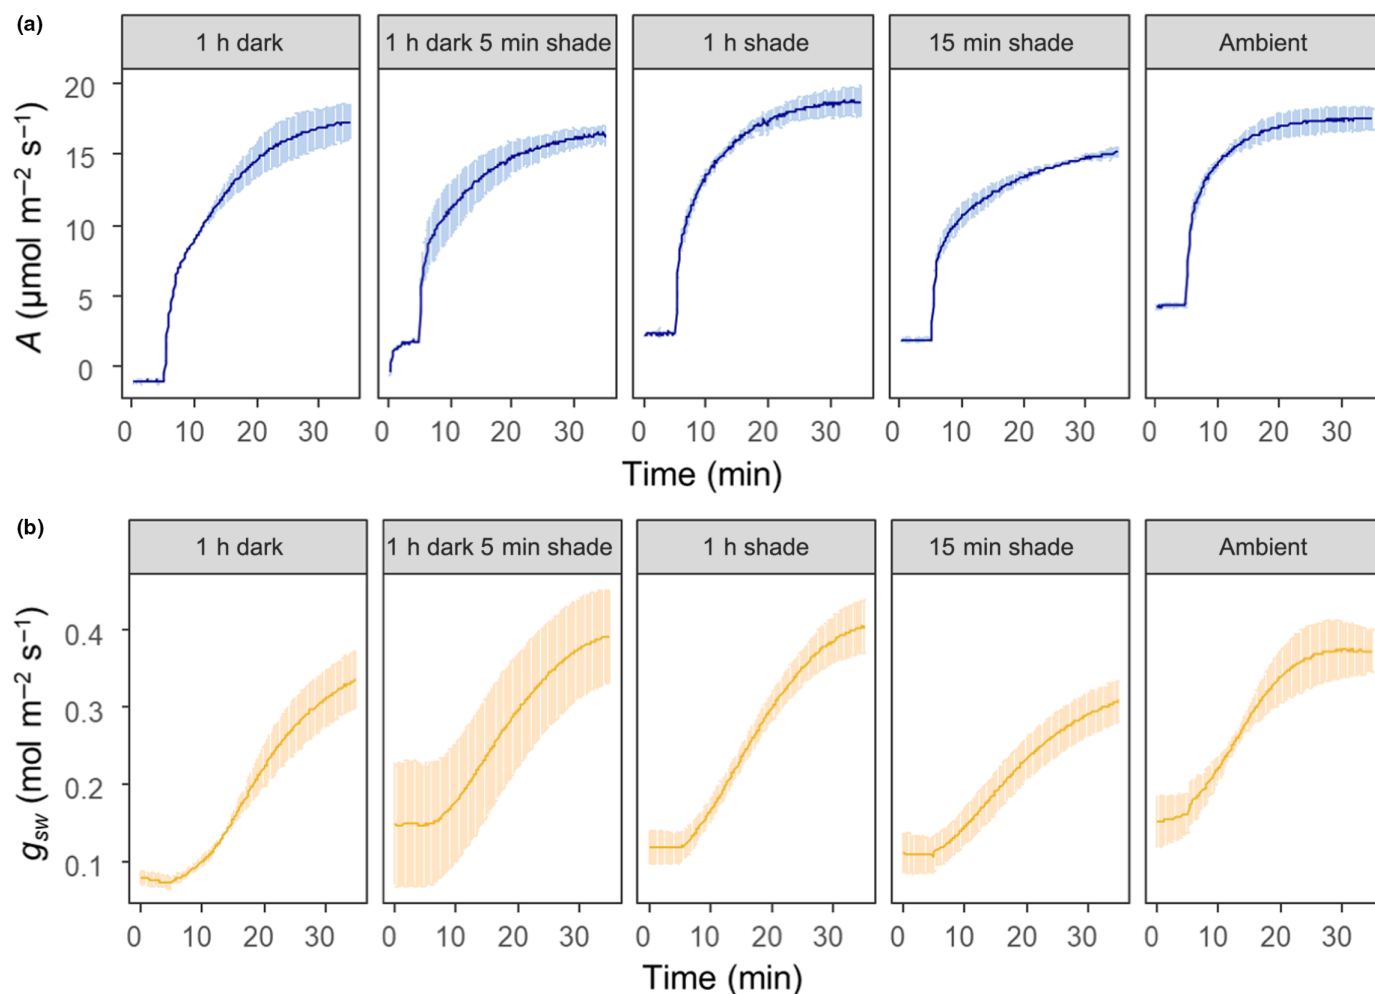 (a)
1 h dark
1 h dark 5 min shade
1 h shade
15 min shade
Ambient
A (µmol m−2 s−1)
20
15
10
5
0
0 10 20 30
0 10 20 30
0 10 20 30
0 10 20 30
0 10 20 30
Time (min)
(b)
1 h dark
1 h dark 5 min shade
1 h shade
15 min shade
Ambient
gsw (mol m−2 s−1)
0.4
0.3
0.2
0.1
0 10 20 30
0 10 20 30
0 10 20 30
0 10 20 30
0 10 20 30
Time (min)